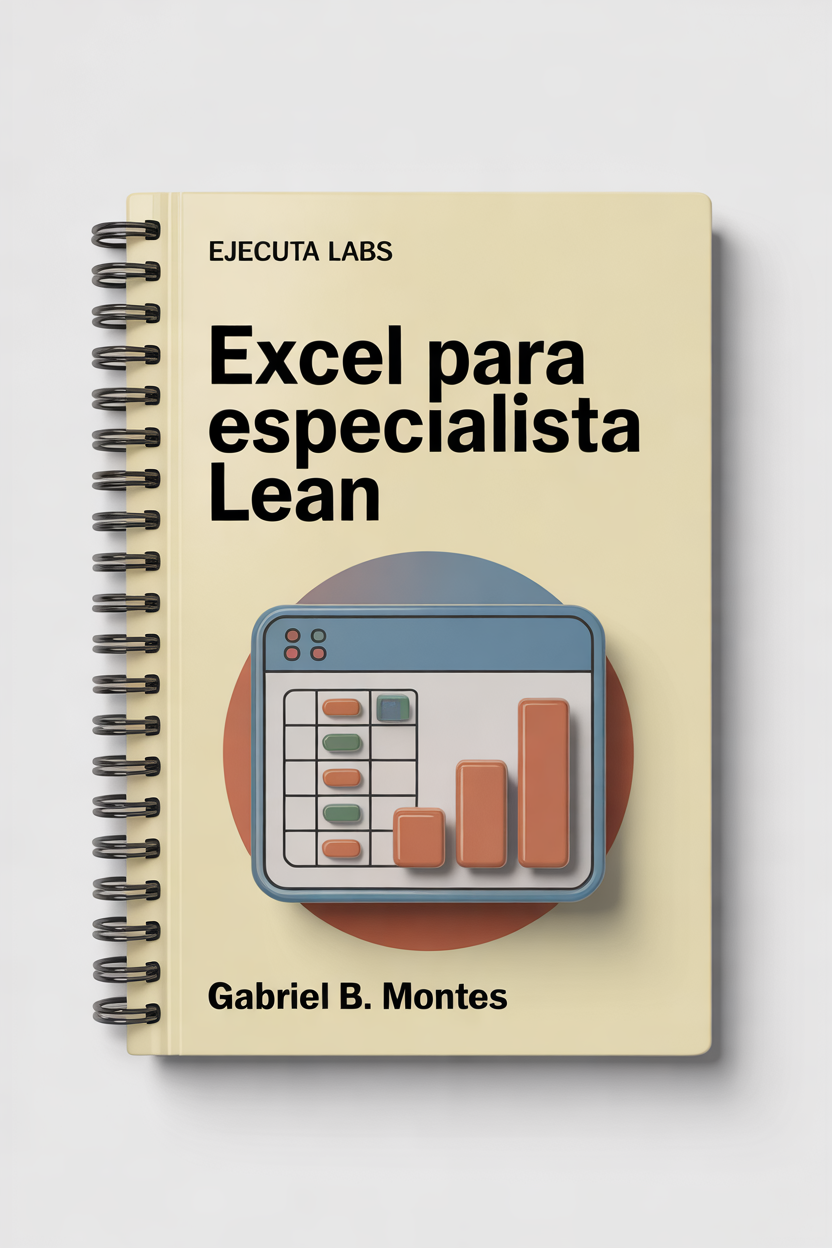 EJECUTA LABS
Excel para
especialista
Lean
Gabriel B. Montes